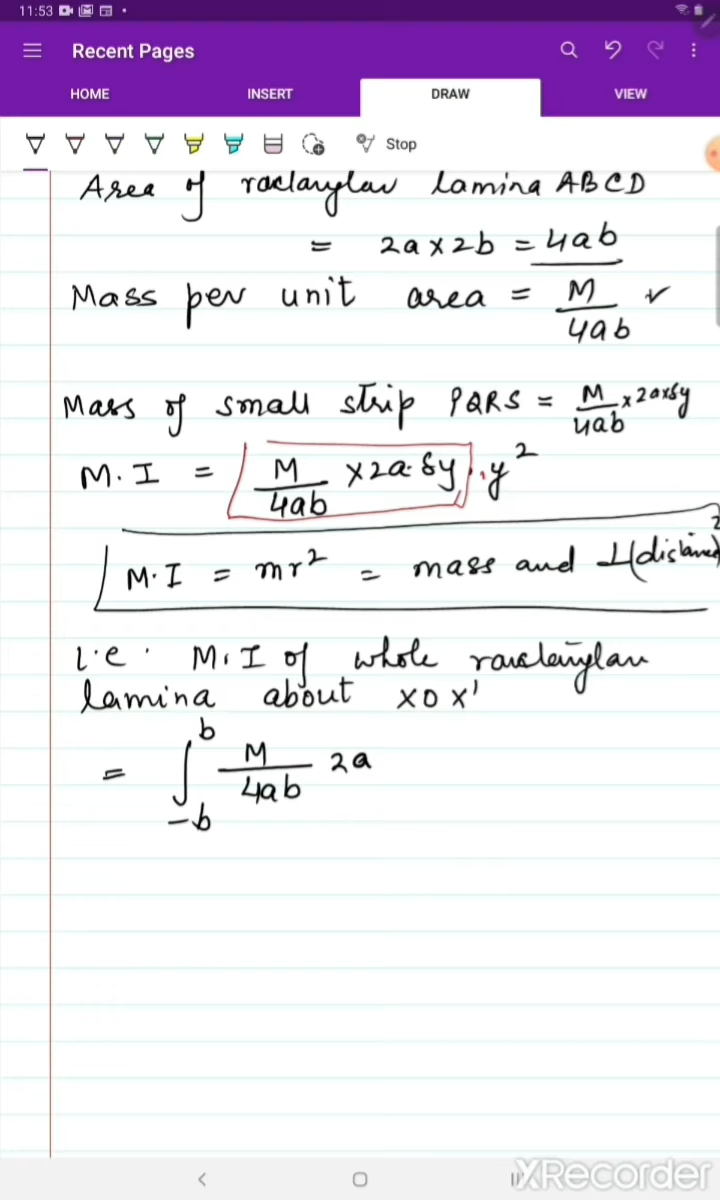 11:53
Recent Pages
HOME INSERT DRAW VIEW
Stop
Area of raclanglav lamina ABCD
= 2a x 2b = 4ab
Mass per unit area = M/4ab ✓
Mass of small strip PQRS = M/4ab x 2a x δy
M.I = M/4ab x 2a. δy . y²
M.I = mr² = mass and ⊥(distance)²
i.e. M.I of whole
lamina about XOX'
= ∫_{-b}^{b} M/4ab 2a
XRecorder